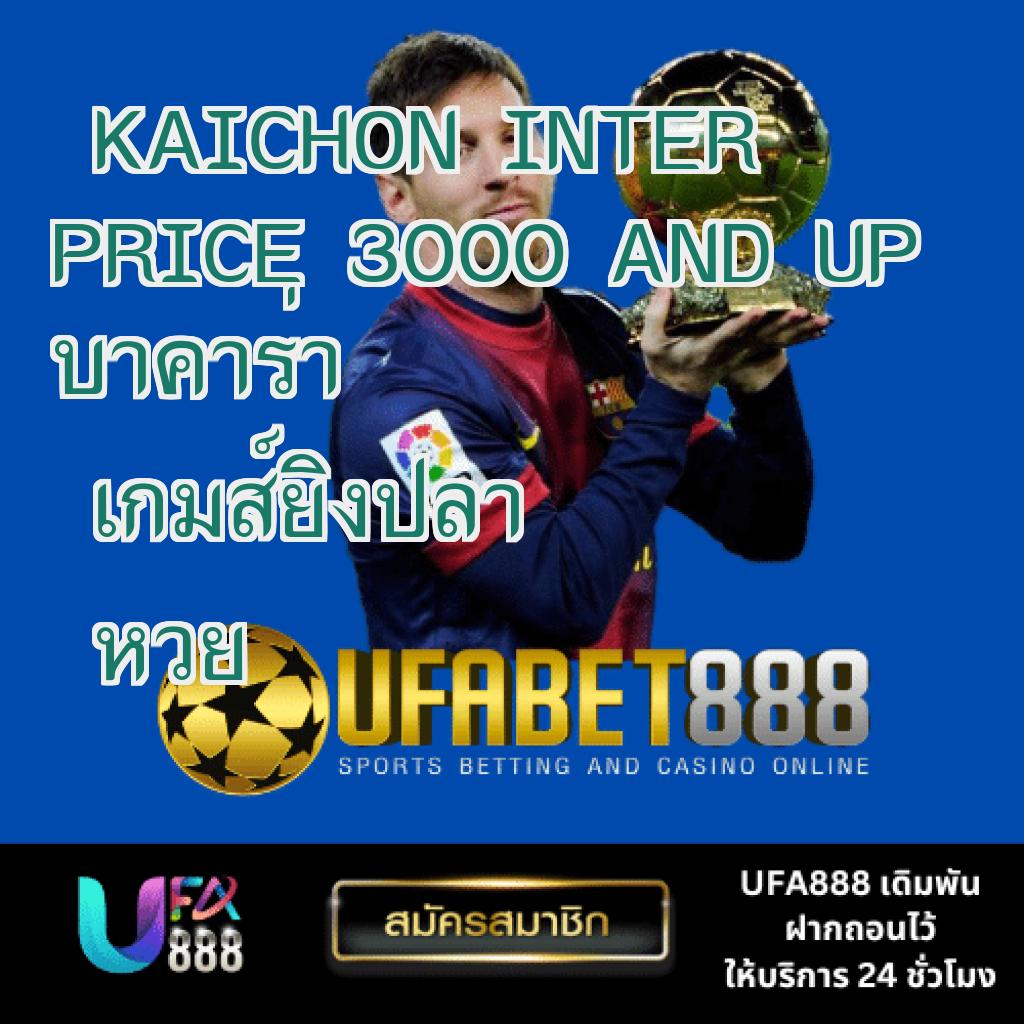 KAICHON INTER
PRICEุ 3000 AND UP
บาคารา
เกมส์ยิงปลา
หวย
UFABET888
SPORTS BETTING AND CASINO ONLINE
UFA888
สมัครสมาชิก
UFA888 เดิมพัน
ฝากถอนไว้
ให้บริการ 24 ชั่วโมง